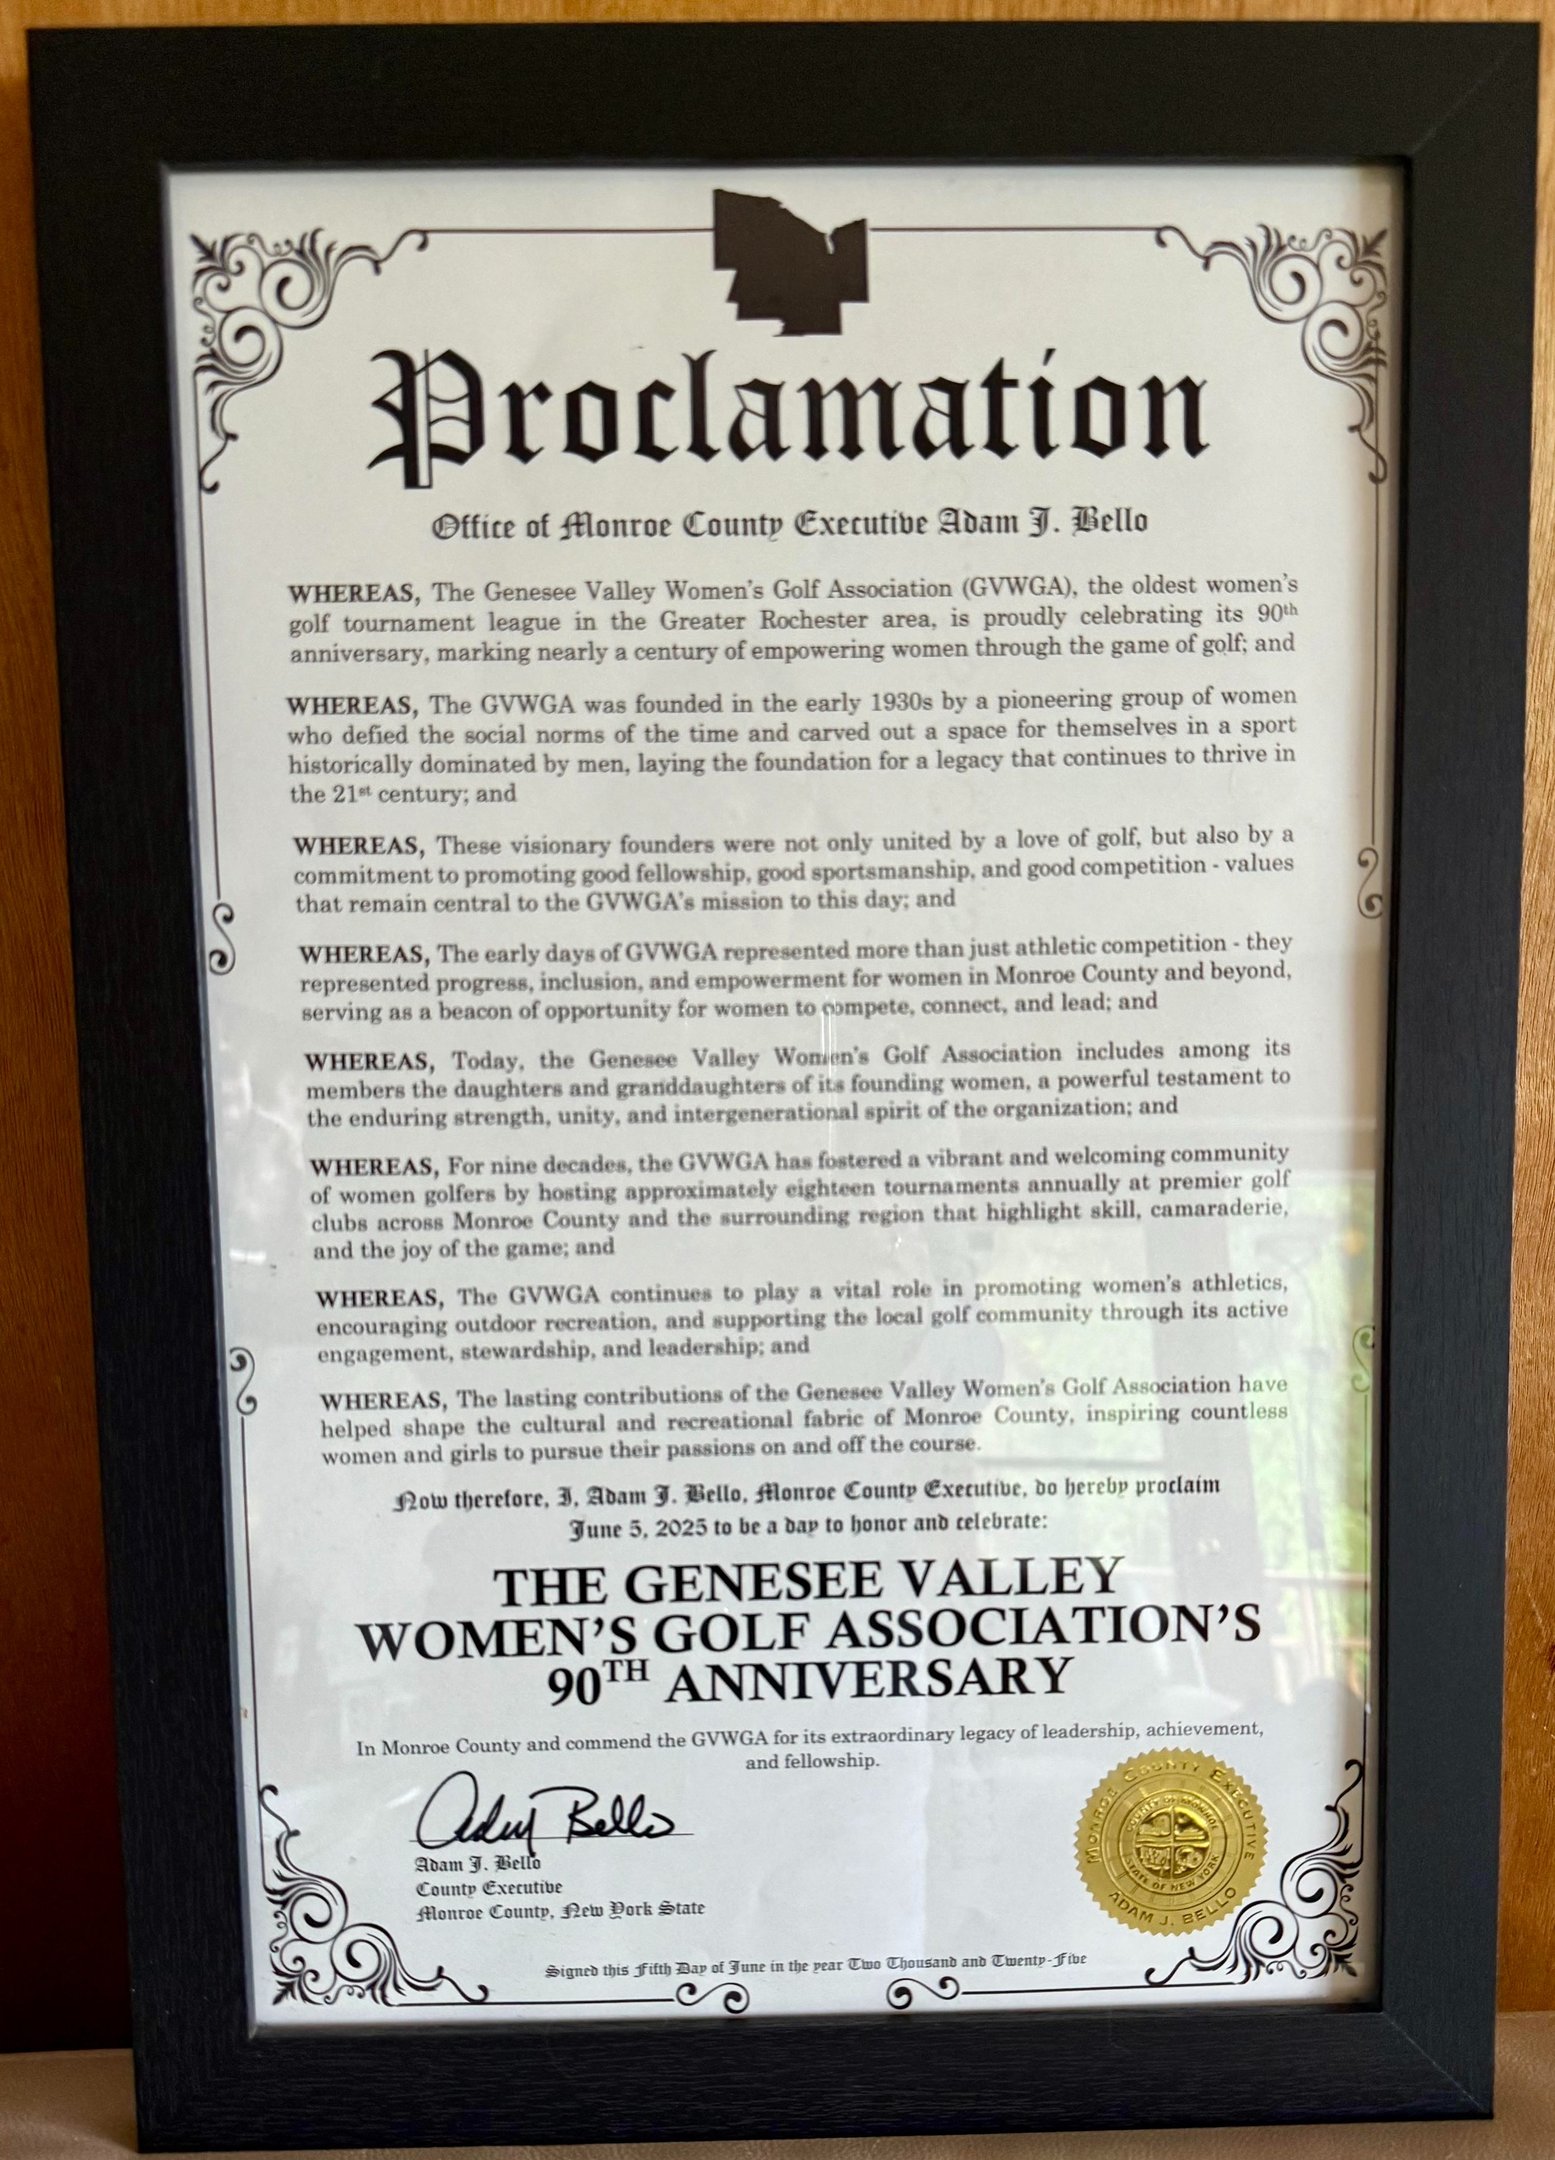 Proclamation
Office of Monroe County Executive Adam J. Bello
WHEREAS, The Genesee Valley Women's Golf Association (GVWGA), the oldest women's
golf tournament league in the Greater Rochester area, is proudly celebrating its 90th
anniversary, marking nearly a century of empowering women through the game of golf; and
WHEREAS, The GVWGA was founded in the early 1930s by a pioneering group of women
who defied the social norms of the time and carved out a space for themselves in a sport
historically dominated by men, laying the foundation for a legacy that continues to thrive in
the 21st century; and
WHEREAS, These visionary founders were not only united by a love of golf, but also by a
commitment to promoting good fellowship, good sportsmanship, and good competition - values
that remain central to the GVWGA's mission to this day; and
WHEREAS, The early days of GVWGA represented more than just athletic competition - they
represented progress, inclusion, and empowerment for women in Monroe County and beyond,
serving as a beacon of opportunity for women to compete, connect, and lead; and
WHEREAS, Today, the Genesee Valley Women's Golf Association includes among its
members the daughters and granddaughters of its founding women, a powerful testament to
the enduring strength, unity, and intergenerational spirit of the organization; and
WHEREAS, For nine decades, the GVWGA has fostered a vibrant and welcoming community
of women golfers by hosting approximately eighteen tournaments annually at premier golf
clubs across Monroe County and the surrounding region that highlight skill, camaraderie,
and the joy of the game; and
WHEREAS, The GVWGA continues to play a vital role in promoting women's athletics,
encouraging outdoor recreation, and supporting the local golf community through its active
engagement, stewardship, and leadership; and
WHEREAS, The lasting contributions of the Genesee Valley Women's Golf Association have
helped shape the cultural and recreational fabric of Monroe County, inspiring countless
women and girls to pursue their passions on and off the course.
Now therefore, I, Adam J. Bello, Monroe County Executive, do hereby proclaim
June 5, 2025 to be a day to honor and celebrate:
THE GENESEE VALLEY
WOMEN'S GOLF ASSOCIATION'S
90TH ANNIVERSARY
In Monroe County and commend the GVWGA for its extraordinary legacy of leadership, achievement,
and fellowship.
Adam J. Bello
Adam J. Bello
County Executive
Monroe County, New York State
MONROE COUNTY EXECUTIVE
COUNTY OF MONROE
STATE OF NEW YORK
ADAM J. BELLO
Signed this Fifth Day of June in the year Two Thousand and Twenty-Five